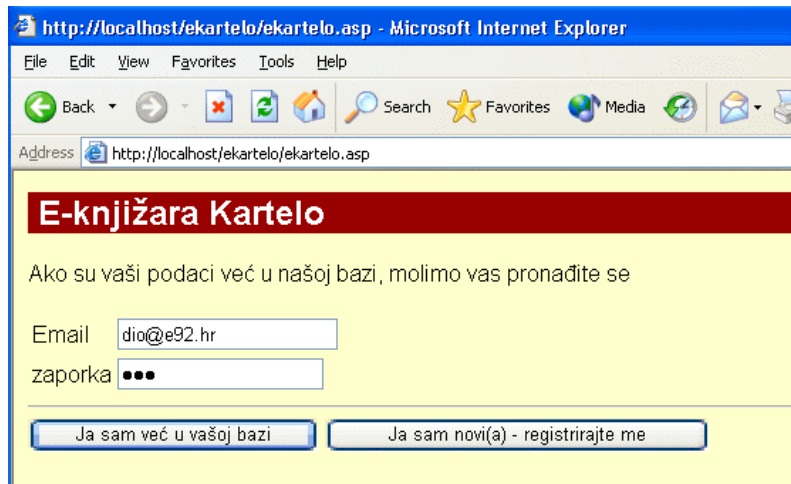 http://localhost/ekartelo/ekartelo.asp - Microsoft Internet Explorer
File Edit View Favorites Tools Help
Back Search Favorites Media
Address http://localhost/ekartelo/ekartelo.asp
E-knjižara Kartelo
Ako su vaši podaci već u našoj bazi, molimo vas pronađite se
Email dio@e92.hr
zaporka •••
Ja sam već u vašoj bazi Ja sam novi(a) - registrirajte me